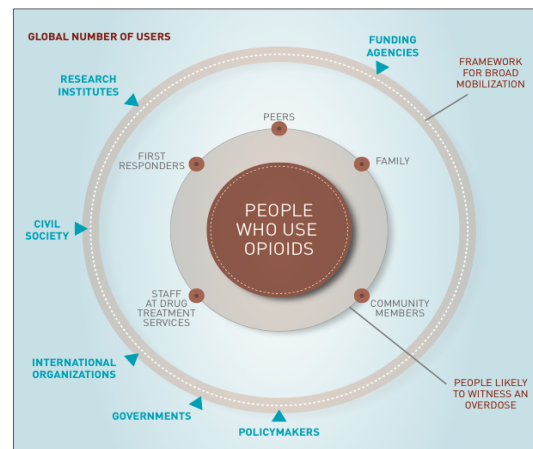 GLOBAL NUMBER OF USERS
FUNDING
AGENCIES
FRAMEWORK
FOR BROAD
MOBILIZATION
RESEARCH
INSTITUTES
PEERS
FIRST
RESPONDERS
FAMILY
PEOPLE
WHO USE
OPIOIDS
CIVIL
SOCIETY
STAFF
AT DRUG
TREATMENT
SERVICES
COMMUNITY
MEMBERS
INTERNATIONAL
ORGANIZATIONS
PEOPLE LIKELY
TO WITNESS AN
OVERDOSE
GOVERNMENTS
POLICYMAKERS